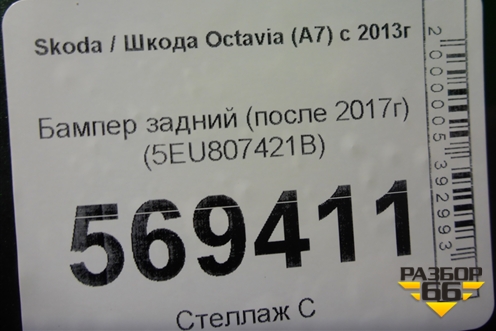 Skoda / Шкода Octavia (A7) с 2013г
Бампер задний (после 2017г)
(5EU807421B)
569411
Стеллаж С
2000005392993
РАЗБОР
66